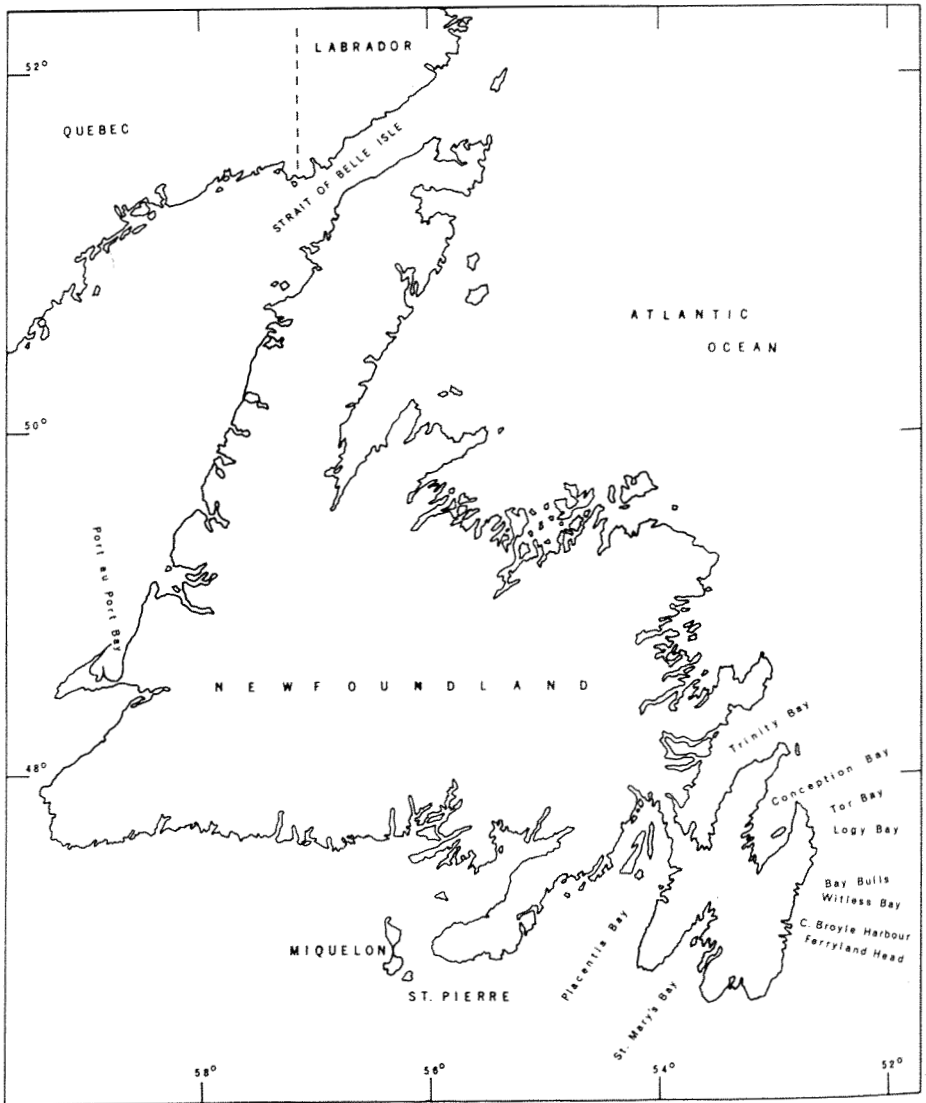 LABRADOR
52°
QUEBEC
STRAIT OF BELLE ISLE
ATLANTIC
OCEAN
50°
Port au Port Bay
NEWFOUNDLAND
Trinity Bay
48°
Conception Bay
Tor Bay
Logy Bay
Bay Bulls
Witless Bay
C. Broyle Harbour
Ferryland Head
MIQUELON
Placentia Bay
ST. PIERRE
St. Mary's Bay
58°
56°
54°
52°